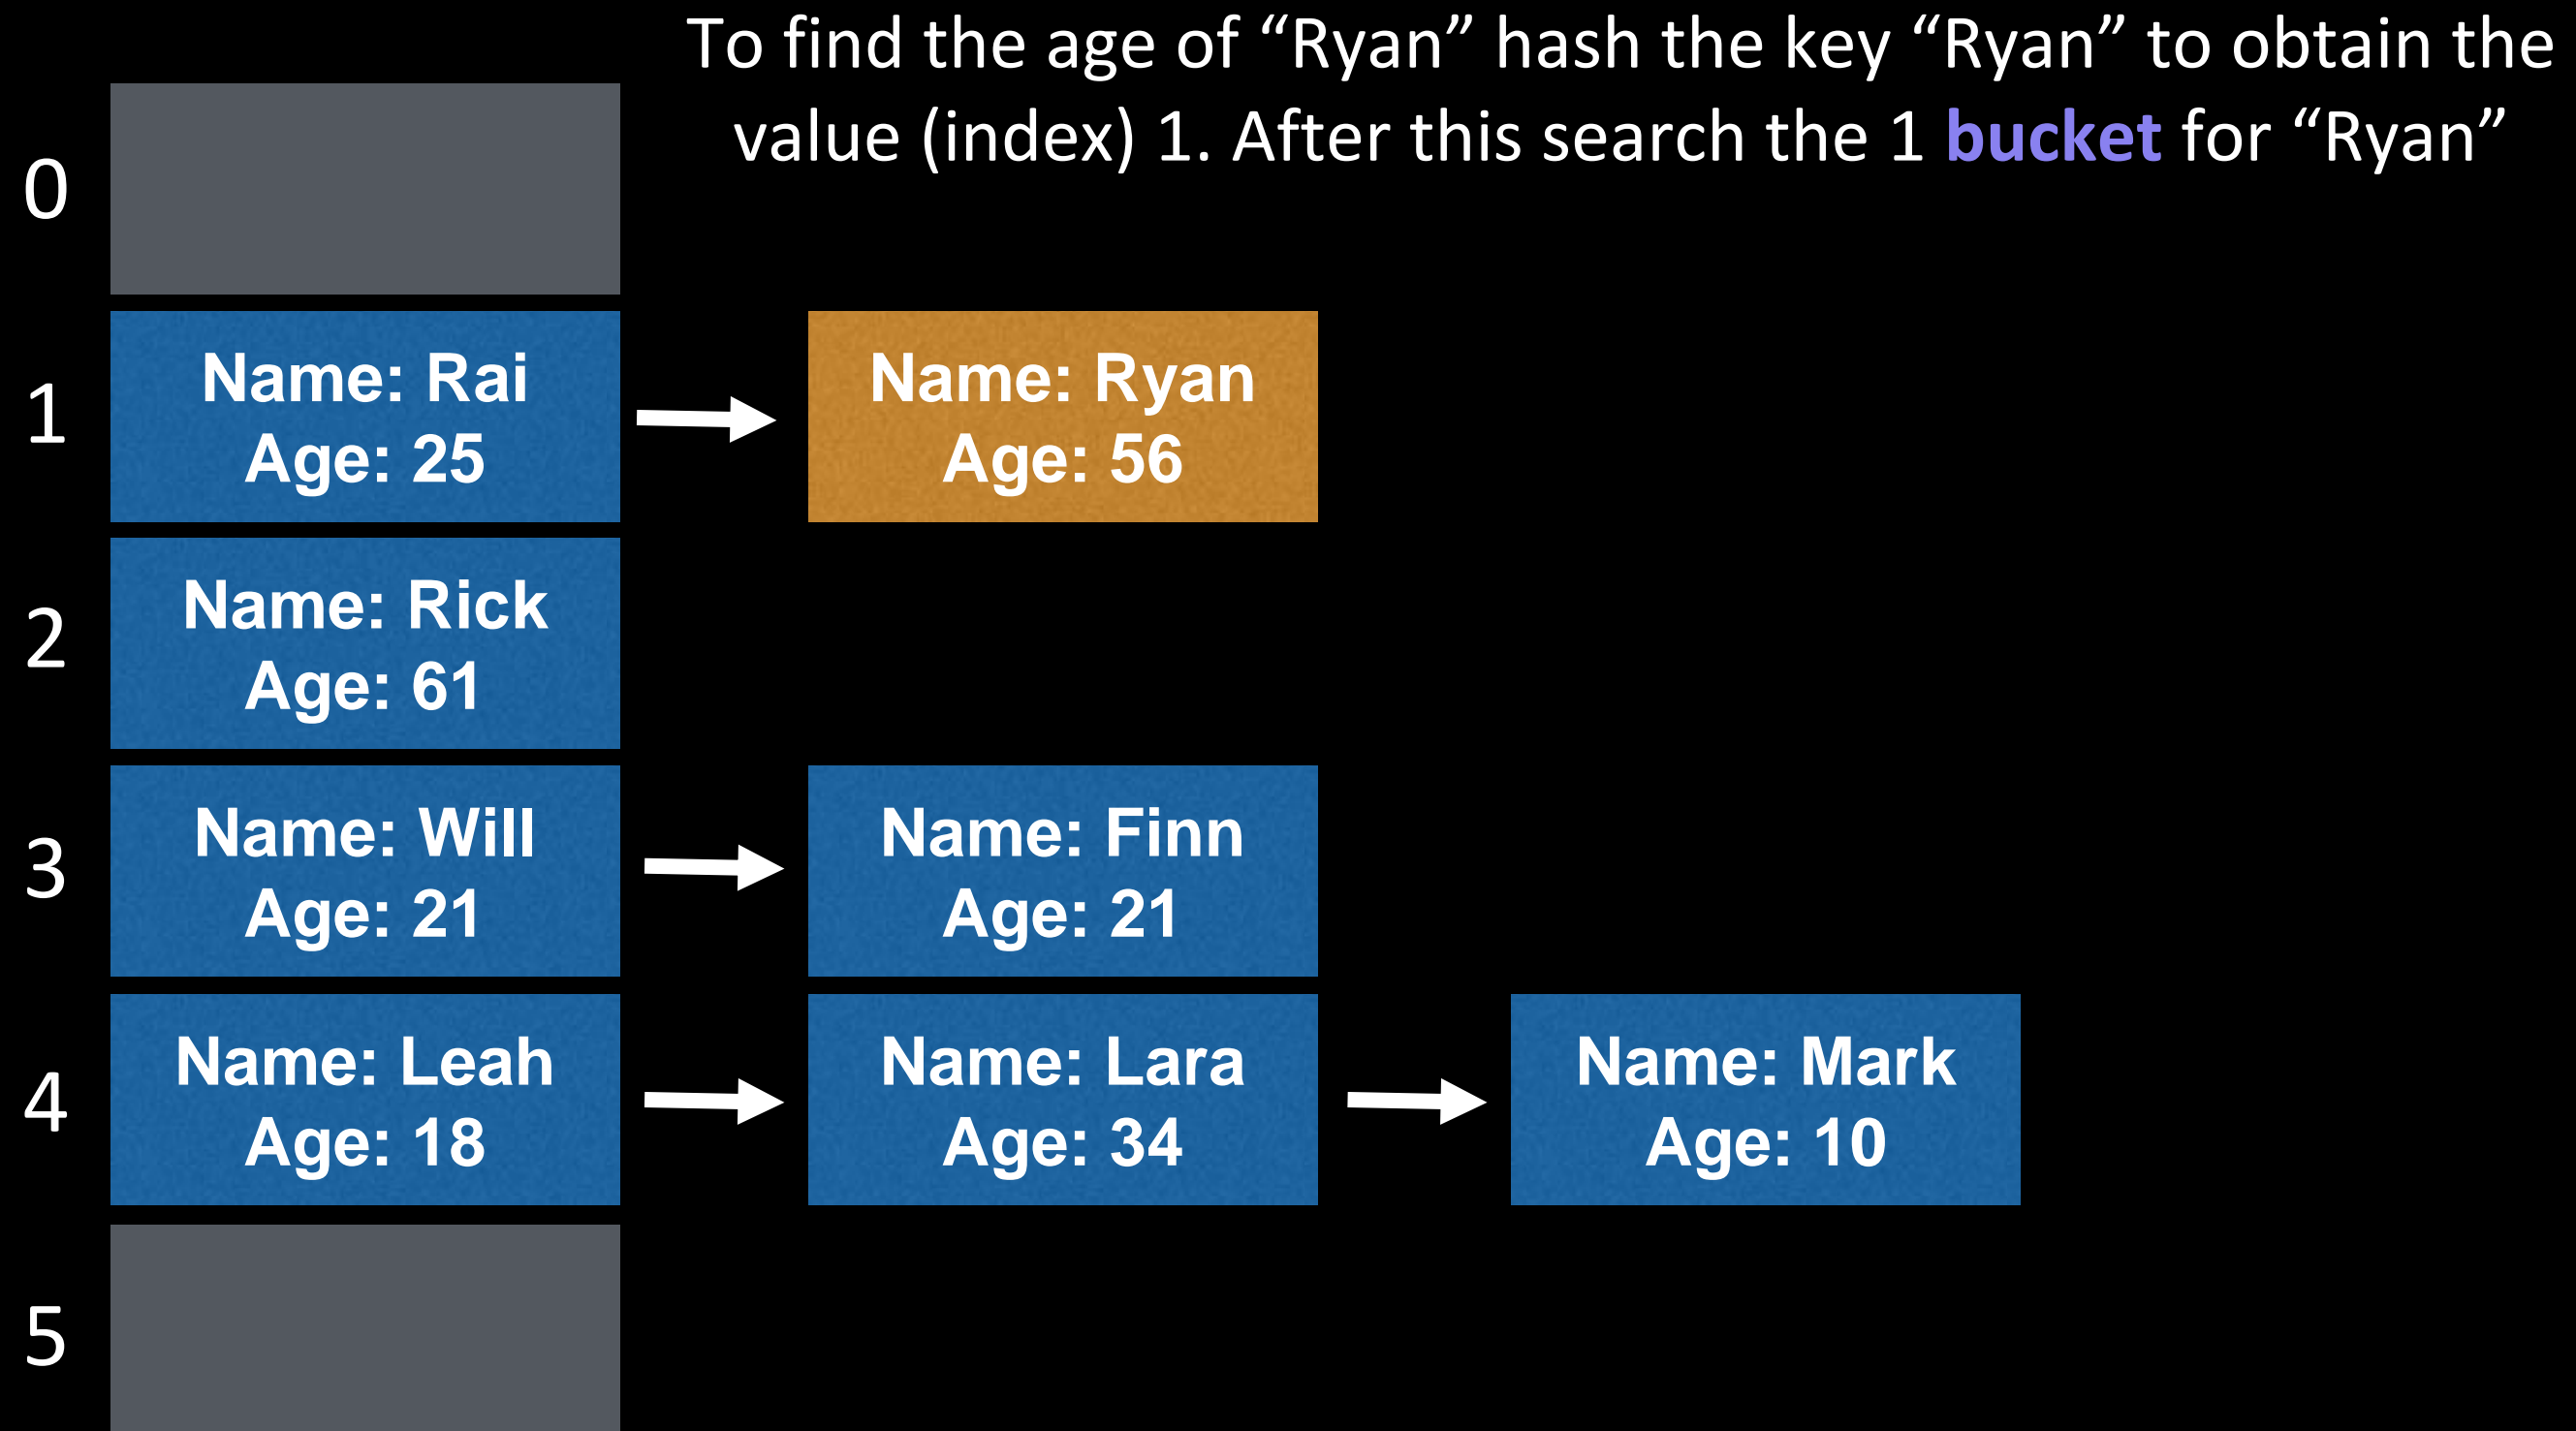 To find the age of “Ryan” hash the key “Ryan” to obtain the
value (index) 1. After this search the 1 bucket for “Ryan”
0
1
Name: Rai
Age: 25
Name: Ryan
Age: 56
2
Name: Rick
Age: 61
3
Name: Will
Age: 21
Name: Finn
Age: 21
4
Name: Leah
Age: 18
Name: Lara
Age: 34
Name: Mark
Age: 10
5